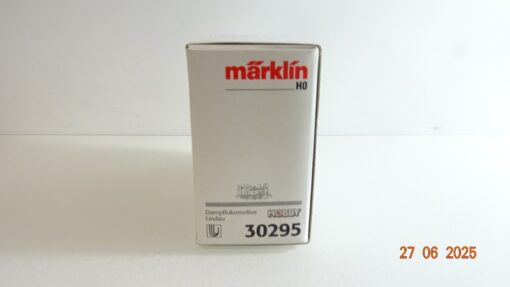 märklin
H0
Dampflokomotive
Lindau
HOBBY
30295
27 06 2025